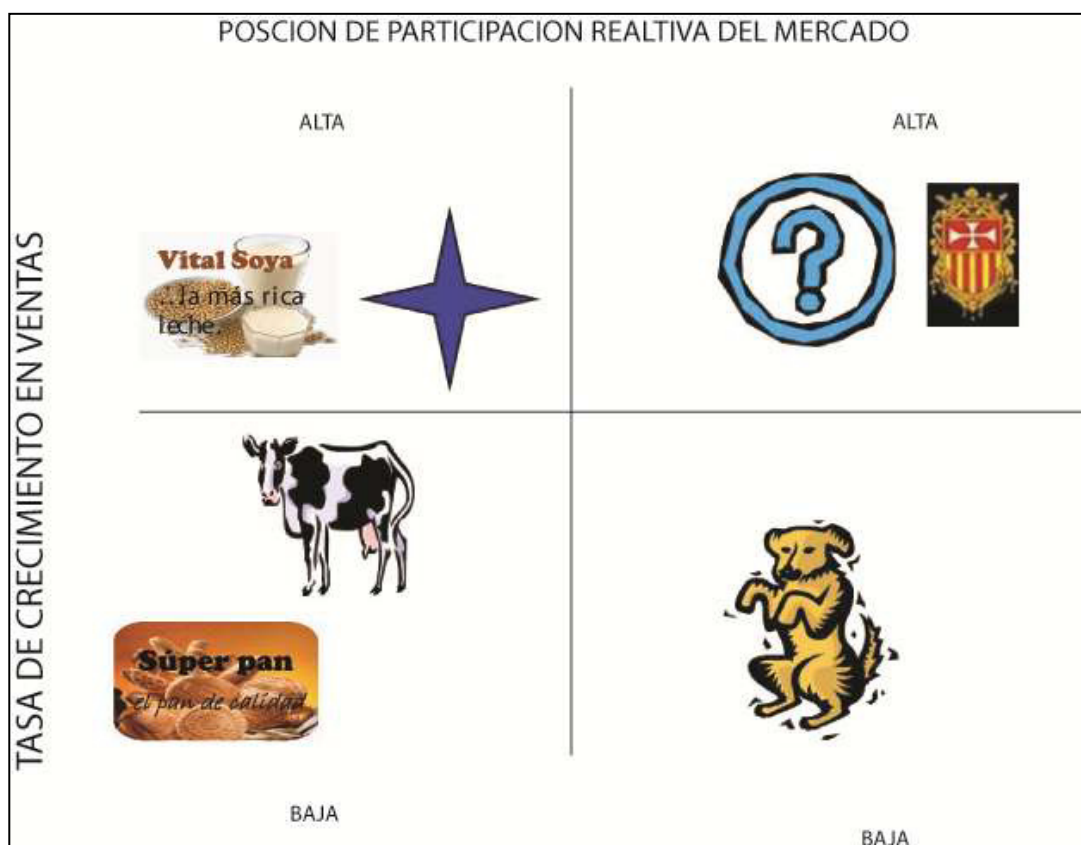 POSCION DE PARTICIPACION REALTIVA DEL MERCADO
ALTA
ALTA
TASA DE CRECIMIENTO EN VENTAS
Vital Soya
...la más rica
leche.
?
Súper pan
el pan de calidad
BAJA
BAJA